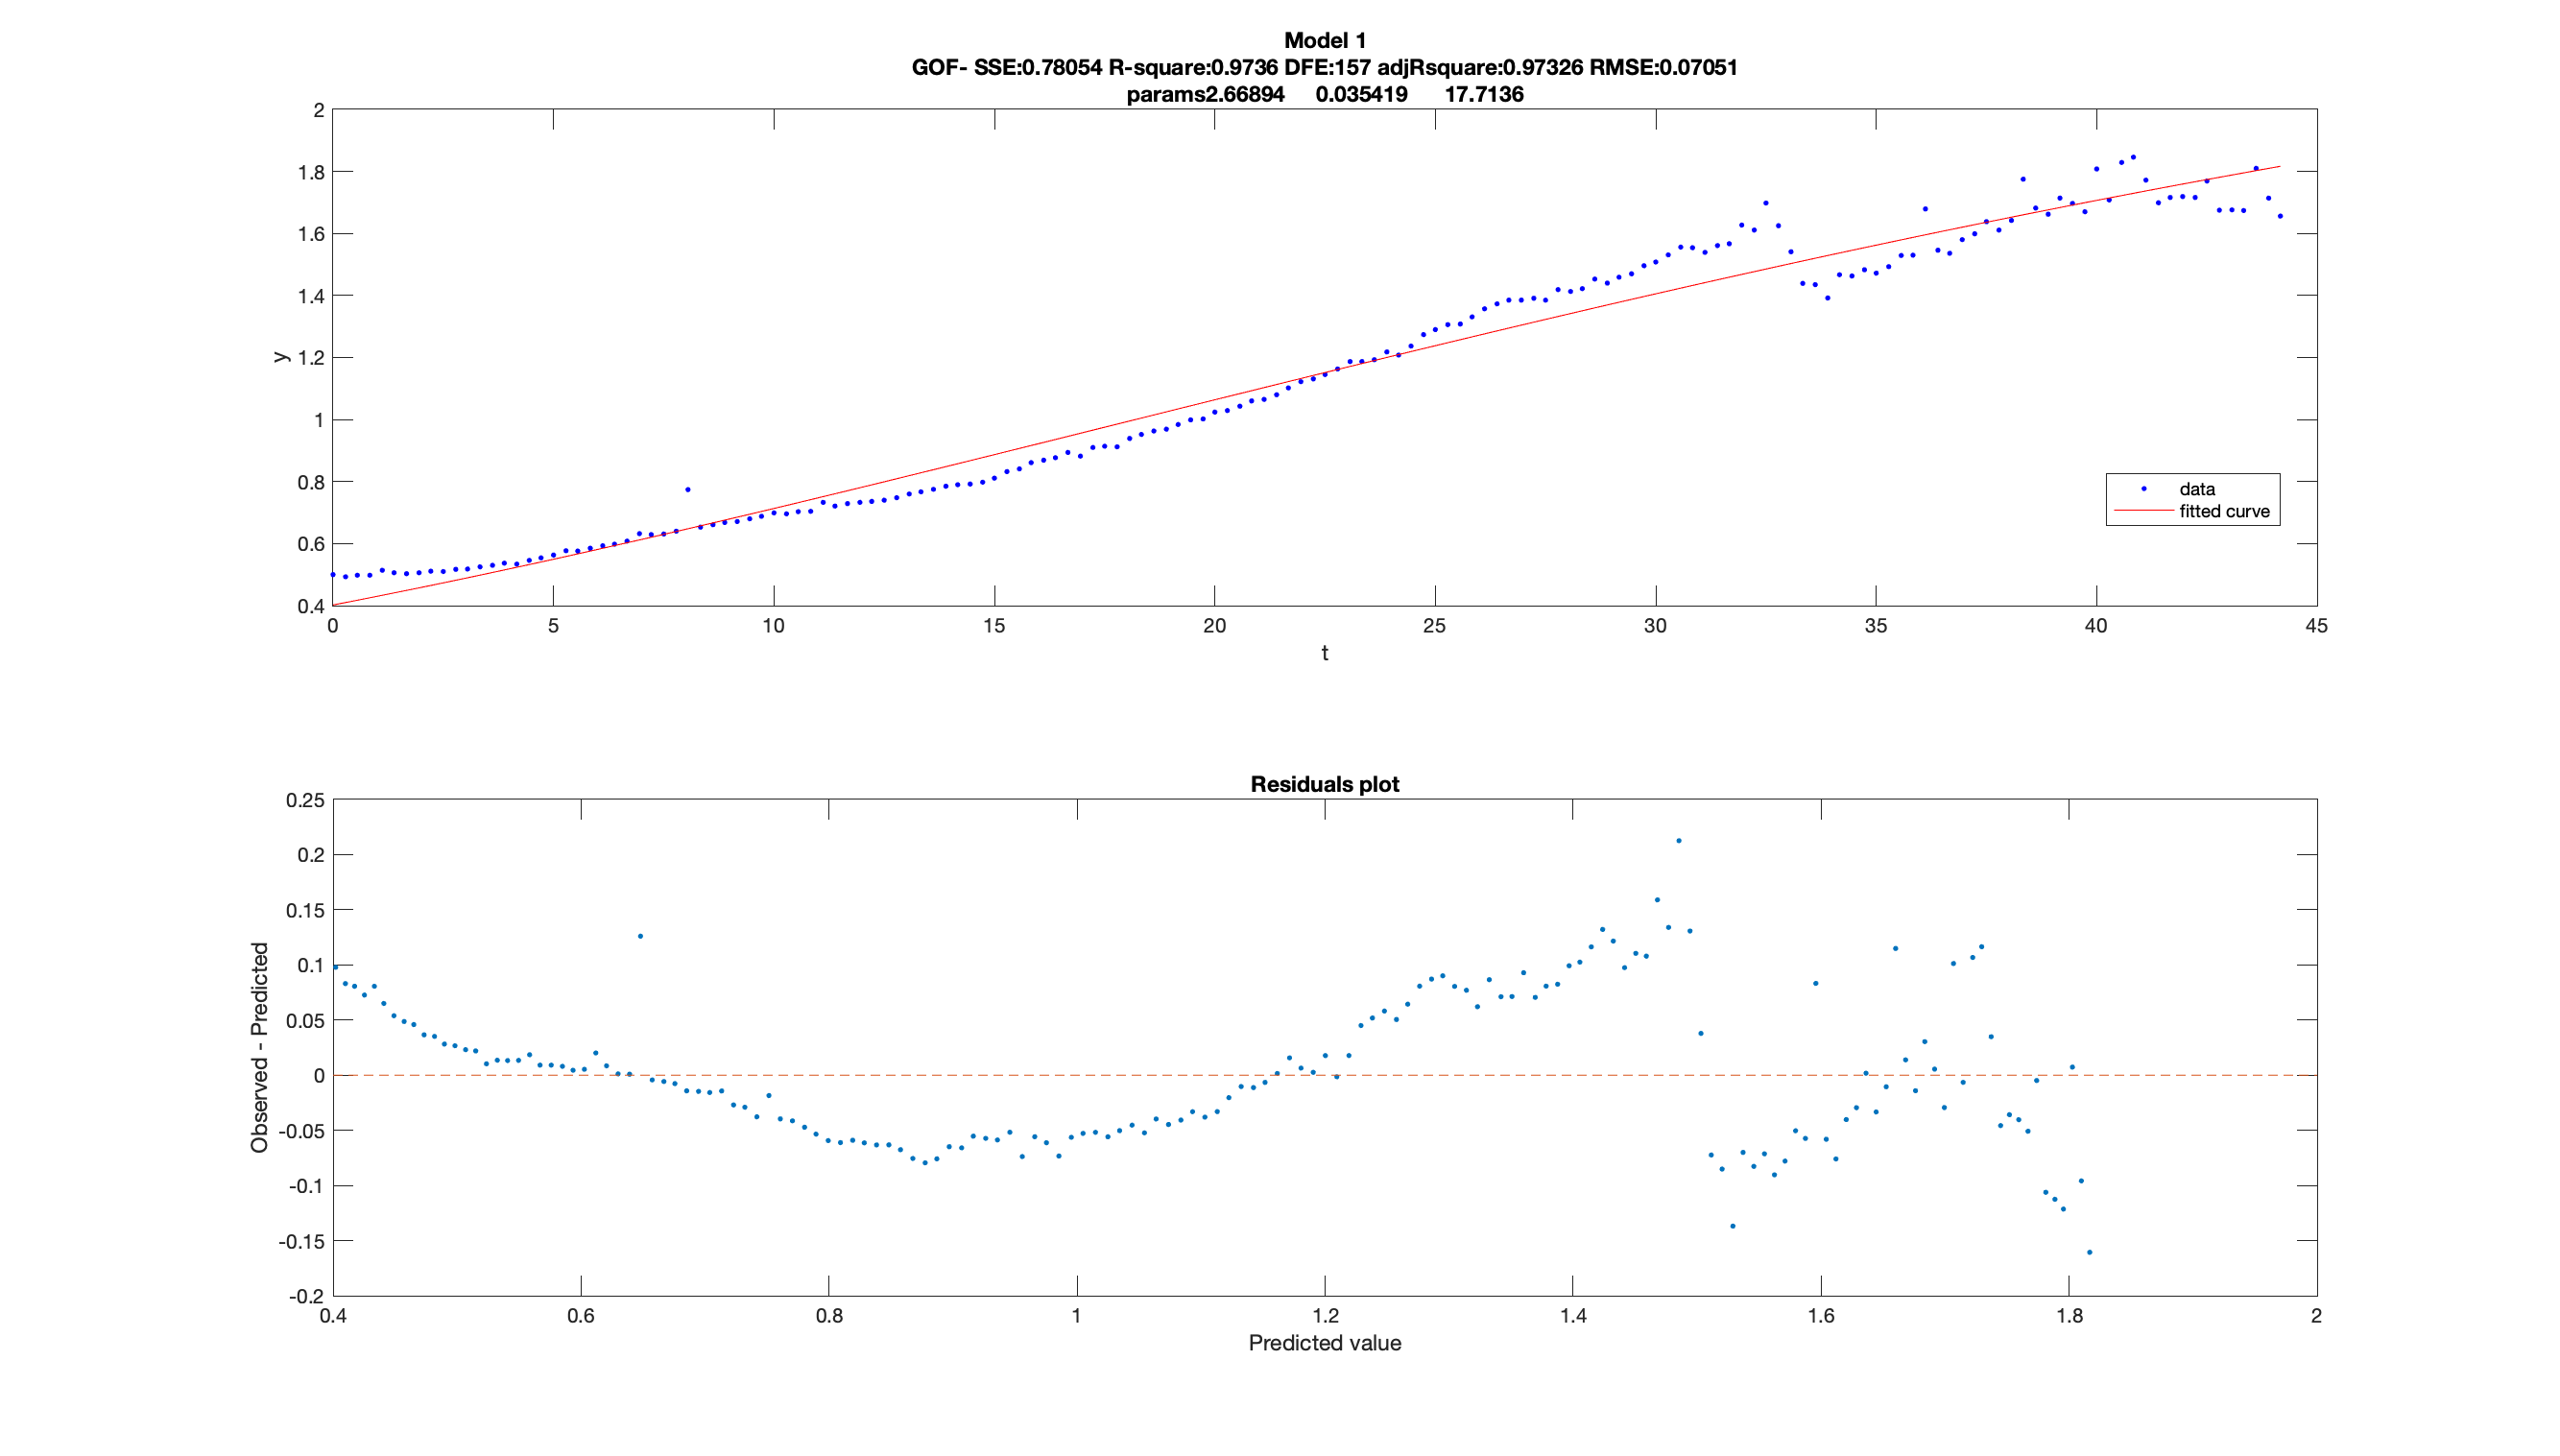 Model 1
GOF- SSE:0.78054 R-square:0.9736 DFE:157 adjRsquare:0.97326 RMSE:0.07051
params2.66894 0.035419 17.7136
2
1.8
1.6
1.4
1.2
1
0.8
0.6
0.4
y
0 5 10 15 20 25 30 35 40 45
t
data
fitted curve
Residuals plot
0.25
0.2
0.15
0.1
0.05
0
-0.05
-0.1
-0.15
-0.2
Observed - Predicted
0.4 0.6 0.8 1 1.2 1.4 1.6 1.8 2
Predicted value